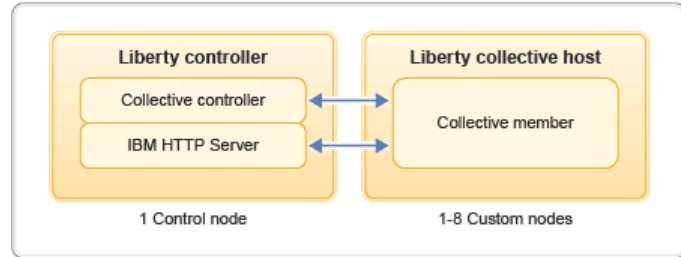 Liberty controller
Collective controller
IBM HTTP Server
1 Control node
Liberty collective host
Collective member
1-8 Custom nodes